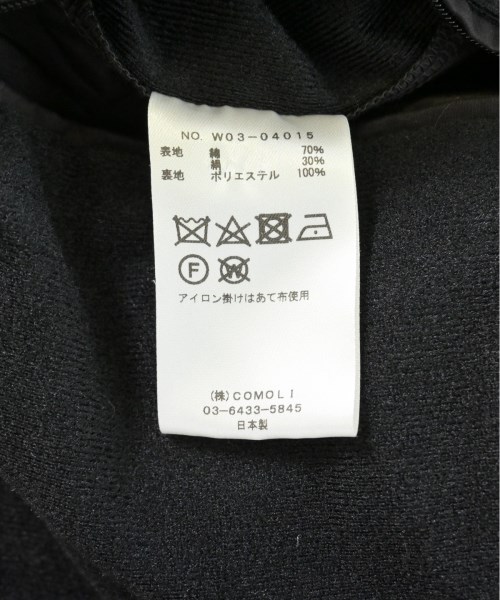 NO. W03-04015
表地 綿 70%
絹 30%
裏地 ポリエステル 100%
F W
アイロン掛けはあて布使用
(株)COMOLI
03-6433-5845
日本製